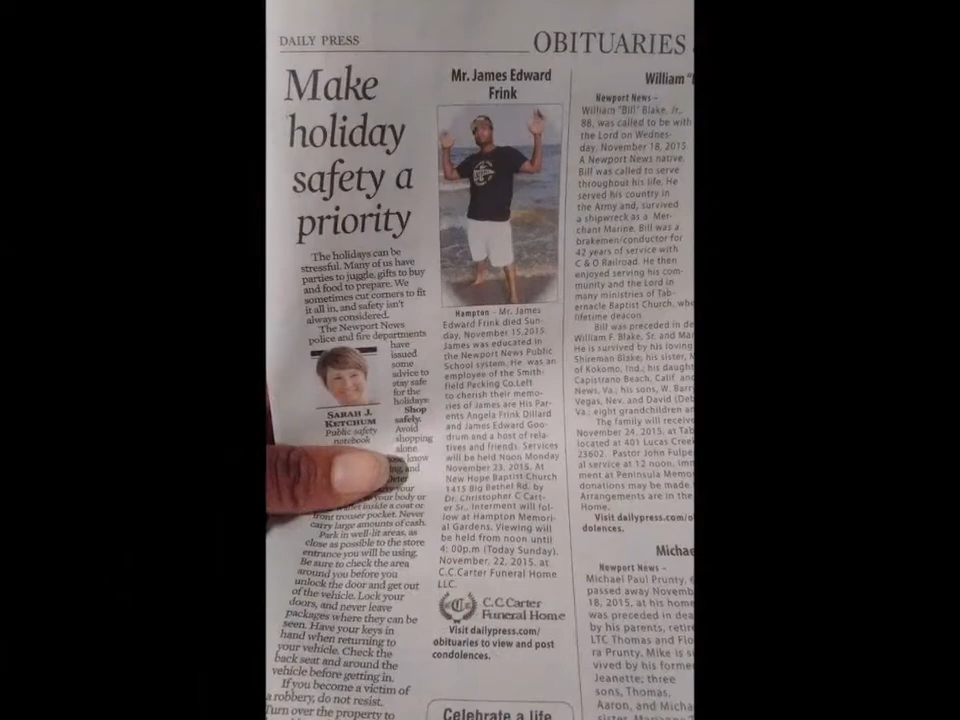 DAILY PRESS
OBITUARIES
Make
holiday
safety a
priority
The holidays can be
stressful. Many of us have
parties to juggle, gifts to buy
and food to prepare. We
sometimes cut corners to fit
it all in, and safety isn't
always considered.
The Newport News
police and fire departments
have
issued
some
advice to
stay safe
for the
holidays.
SARAH J.
KETCHUM
Public safety
notebook
Shop
safely.
Avoid
shopping
alone
know
and
your
your body or
inside a coat or
front trouser pocket. Never
carry large amounts of cash.
Park in well-lit areas, as
close as possible to the store
entrance you will be using.
Be sure to check the area
around you before you
unlock the door and get out
of the vehicle. Lock your
doors, and never leave
packages where they can be
seen. Have your keys in
hand when returning to
your vehicle. Check the
back seat and around the
vehicle before getting in.
If you become a victim of
a robbery, do not resist.
Turn over the property to
Mr. James Edward
Frink
Hampton - Mr. James
Edward Frink died Sun-
day, November 15,2015.
James was educated in
the Newport News Public
School system. He was an
employee of the Smith-
field Pecking Co.Left
to cherish their memo-
ries of James are His Par-
ents Angela Frink Dillard
and James Edward Goo-
drum and a host of rela-
tives and friends. Services
will be held Noon Monday
November 23, 2015. At
New Hope Baptist Church
1415 Big Bethel Rd. by
Dr. Christopher C Cart-
er Sr., Interment will fol-
low at Hampton Memori-
al Gardens. Viewing will
be held from noon until
4: 00p.m (Today Sunday).
November, 22, 2015. at
C.C.Carter Funeral Home
LLC.
C.C.Carter
Funeral Home
Visit dailypress.com/
obituaries to view and post
condolences.
Celebrate a life
William "
Newport News -
William "Bill" Blake, Jr.,
88, was called to be with
the Lord on Wednes-
day, November 18, 2015.
A Newport News native,
Bill was called to serve
throughout his life. He
served his country in
the Army and, survived
a shipwreck as a Mer-
chant Marine. Bill was a
brakemen/conductor for
42 years of service with
C & O Railroad. He then
enjoyed serving his com-
munity and the Lord in
many ministries of Tab-
ernacle Baptist Church, whe
lifetime deacon.
Bill was preceded in de
William F. Blake, Sr. and Mar
He is survived by his loving
Shireman Blake; his sister, M
of Kokomo, Ind.; his daught
Capistrano Beach, Calif. and
News, Va.; his sons, W. Barr
Vegas, Nev. and David (Deb
Va.; eight grandchildren an
The family will receive
November 24, 2015, at Tab
located at 401 Lucas Creek
23602. Pastor John Fulpe
al service at 12 noon. Inm
ment at Peninsula Memo
donations may be made
Arrangements are in the
Home.
Visit dailypress.com/o
dolences.
Michae
Newport News -
Michael Paul Prunty, 6
passed away Novemb
18, 2015, at his home
was preceded in dea
by his parents, retire
LTC Thomas and Flo
ra Prunty. Mike is su
vived by his former
Jeanette; three
sons, Thomas,
Aaron, and Micha